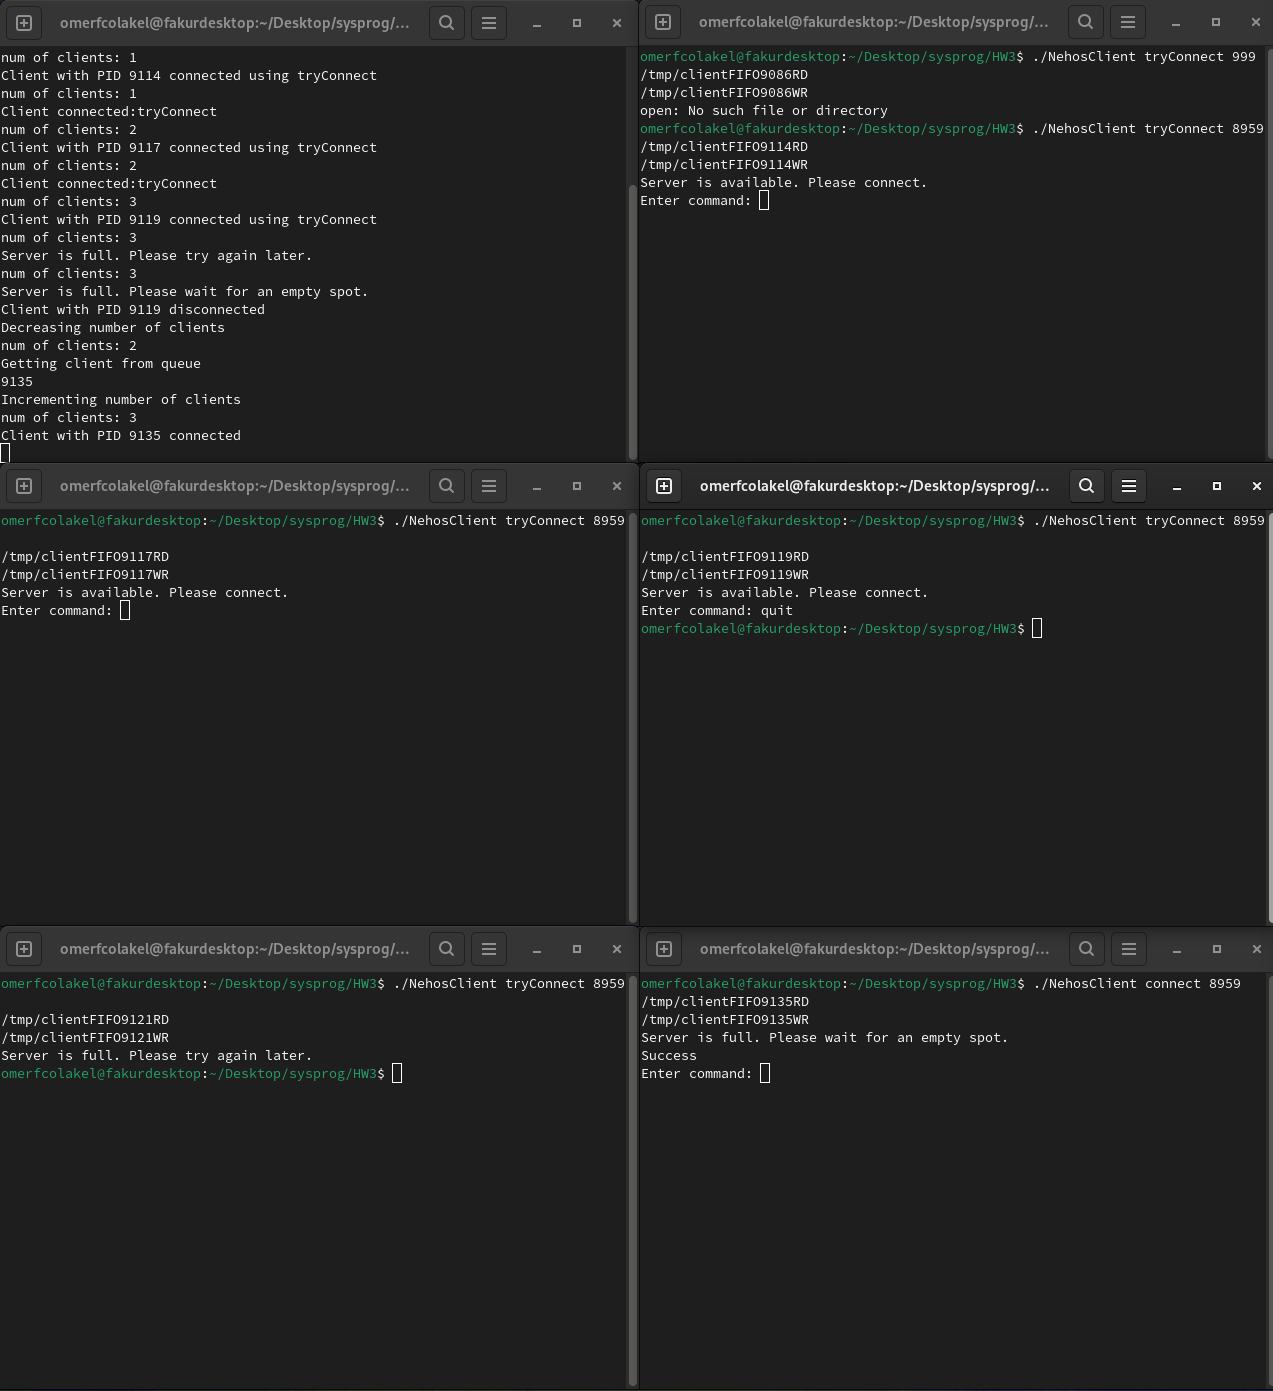 omerfcolakel@fakurdesktop:~/Desktop/sysprog/...
num of clients: 1
Client with PID 9114 connected using tryConnect
num of clients: 1
Client connected:tryConnect
num of clients: 2
Client with PID 9117 connected using tryConnect
num of clients: 2
Client connected:tryConnect
num of clients: 3
Client with PID 9119 connected using tryConnect
num of clients: 3
Server is full. Please try again later.
num of clients: 3
Server is full. Please wait for an empty spot.
Client with PID 9119 disconnected
Decreasing number of clients
num of clients: 2
Getting client from queue
9135
Incrementing number of clients
num of clients: 3
Client with PID 9135 connected
omerfcolakel@fakurdesktop:~/Desktop/sysprog/...
omerfcolakel@fakurdesktop:~/Desktop/sysprog/HW3$ ./NehosClient tryConnect 999
/tmp/clientFIFO9086RD
/tmp/clientFIFO9086WR
open: No such file or directory
omerfcolakel@fakurdesktop:~/Desktop/sysprog/HW3$ ./NehosClient tryConnect 8959
/tmp/clientFIFO9114RD
/tmp/clientFIFO9114WR
Server is available. Please connect.
Enter command:
omerfcolakel@fakurdesktop:~/Desktop/sysprog/...
omerfcolakel@fakurdesktop:~/Desktop/sysprog/HW3$ ./NehosClient tryConnect 8959
/tmp/clientFIFO9117RD
/tmp/clientFIFO9117WR
Server is available. Please connect.
Enter command:
omerfcolakel@fakurdesktop:~/Desktop/sysprog/...
omerfcolakel@fakurdesktop:~/Desktop/sysprog/HW3$ ./NehosClient tryConnect 8959
/tmp/clientFIFO9119RD
/tmp/clientFIFO9119WR
Server is available. Please connect.
Enter command: quit
omerfcolakel@fakurdesktop:~/Desktop/sysprog/HW3$
omerfcolakel@fakurdesktop:~/Desktop/sysprog/...
omerfcolakel@fakurdesktop:~/Desktop/sysprog/HW3$ ./NehosClient tryConnect 8959
/tmp/clientFIFO9121RD
/tmp/clientFIFO9121WR
Server is full. Please try again later.
omerfcolakel@fakurdesktop:~/Desktop/sysprog/HW3$
omerfcolakel@fakurdesktop:~/Desktop/sysprog/...
omerfcolakel@fakurdesktop:~/Desktop/sysprog/HW3$ ./NehosClient connect 8959
/tmp/clientFIFO9135RD
/tmp/clientFIFO9135WR
Server is full. Please wait for an empty spot.
Success
Enter command: